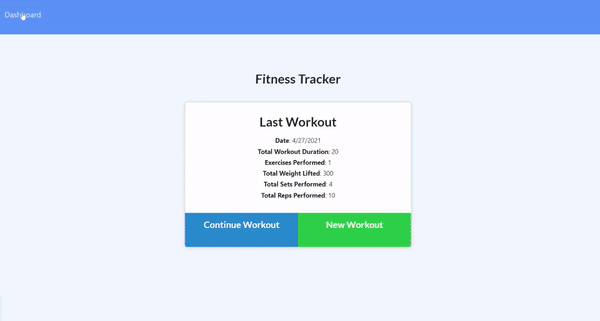 Dashboard
Fitness Tracker
Last Workout
Date: 4/27/2021
Total Workout Duration: 20
Exercises Performed: 1
Total Weight Lifted: 300
Total Sets Performed: 4
Total Reps Performed: 10
Continue Workout New Workout